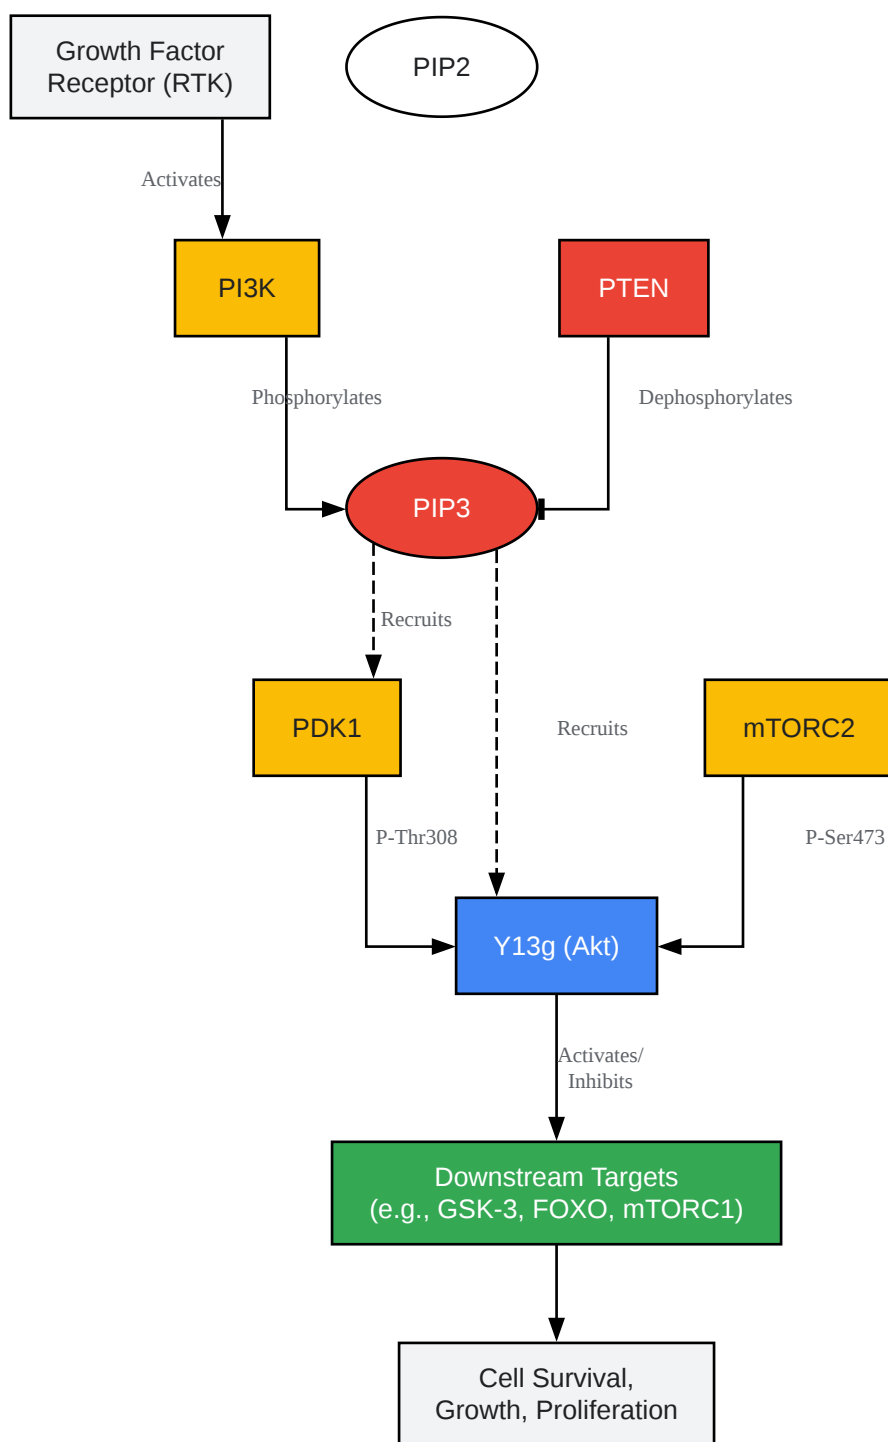 Growth Factor
Receptor (RTK)
PIP2
Activates
PI3K
PTEN
Phosphorylates
Dephosphorylates
PIP3
Recruits
PDK1
Recruits
mTORC2
P-Thr308
P-Ser473
Y13g (Akt)
Activates/
Inhibits
Downstream Targets
(e.g., GSK-3, FOXO, mTORC1)
Cell Survival,
Growth, Proliferation